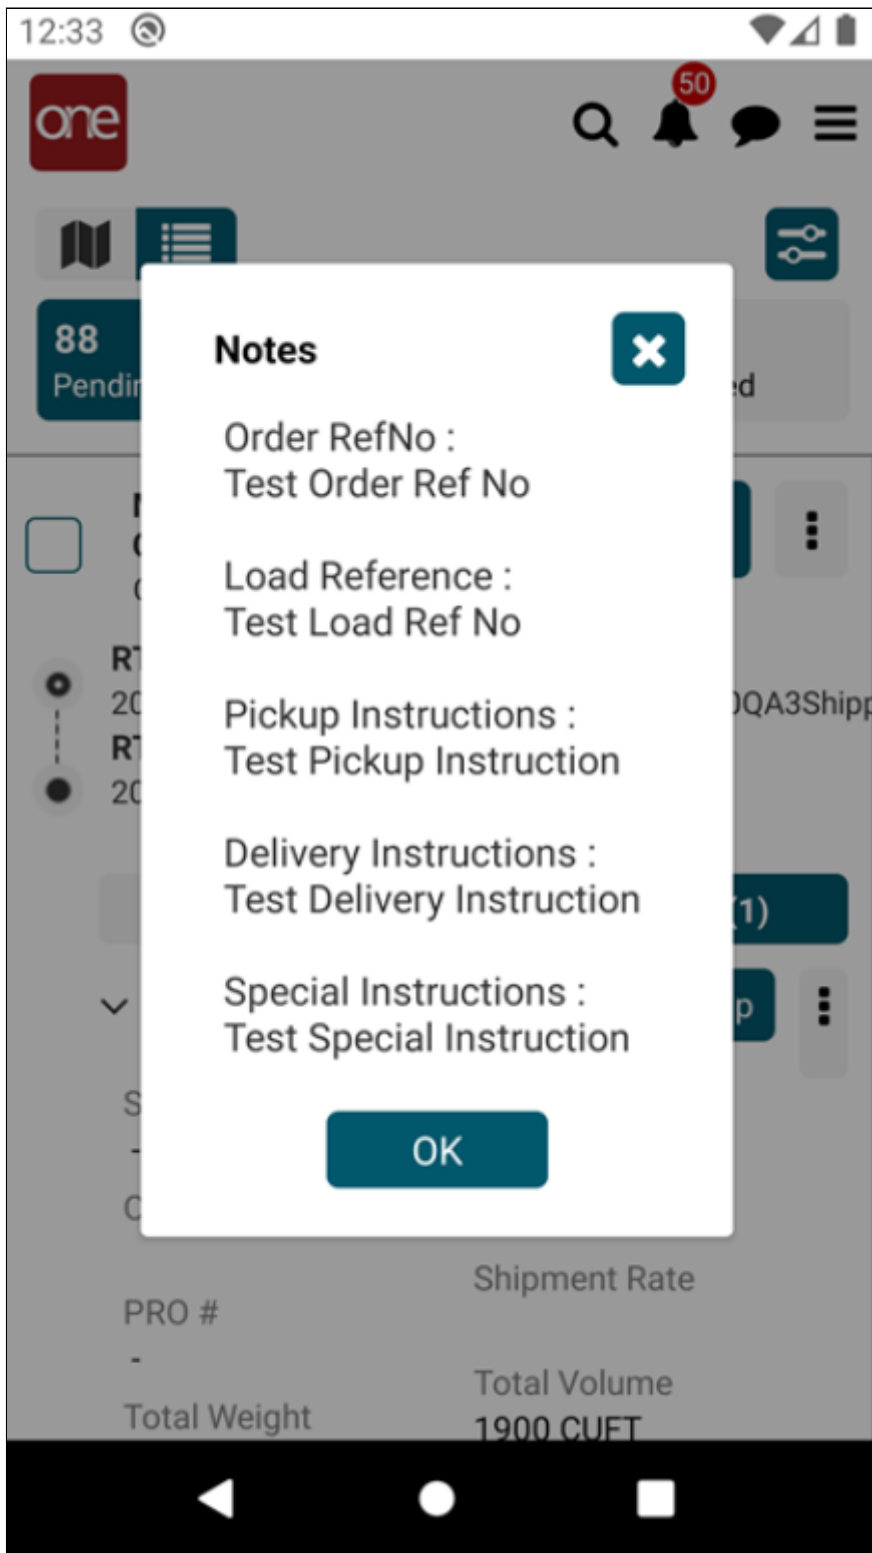 12:33
one
50
88
Notes
Order RefNo :
Test Order Ref No
Load Reference :
Test Load Ref No
Pickup Instructions :
Test Pickup Instruction
Delivery Instructions :
Test Delivery Instruction
(1)
Special Instructions :
Test Special Instruction
OK
Shipment Rate
PRO #
-
Total Volume
1900 CUFT
Total Weight